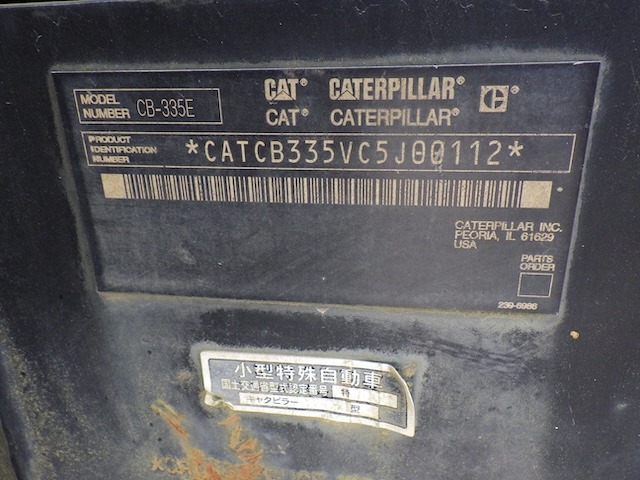 CAT® CATERPILLAR®
MODEL NUMBER CB-335E
CAT® CATERPILLAR®
PRODUCT IDENTIFICATION NUMBER *CATCB335VC5J00112*
CATERPILLAR INC.
PEORIA, IL 61629
USA
PARTS
ORDER
239-6986
小型特殊自動車
国土交通省型式認定番号 特
キャタピラー 型